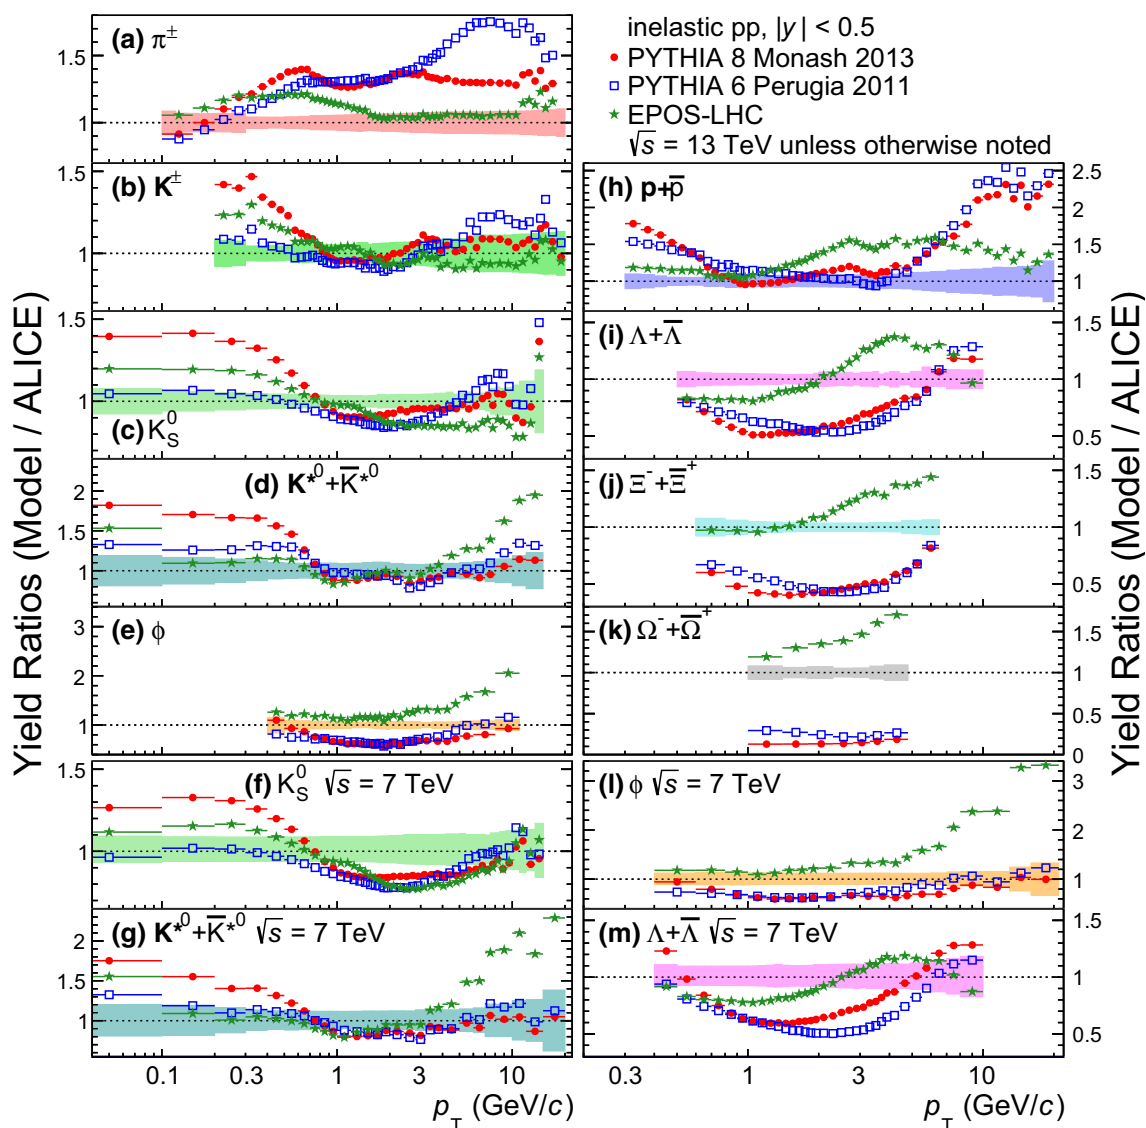 inelastic pp, |y| < 0.5
PYTHIA 8 Monash 2013
PYTHIA 6 Perugia 2011
EPOS-LHC
√s = 13 TeV unless otherwise noted
Yield Ratios (Model / ALICE)
(a) π±
1.5
1
(b) K±
1.5
1
1.5
1
(c) K⁰S
(d) K*⁰+K̅*⁰
2
1.5
1
(e) ϕ
2
1
(f) K⁰S √s = 7 TeV
1.5
1
(g) K*⁰+K̅*⁰ √s = 7 TeV
2
1.5
1
0.1 0.3 1 3 10
pT (GeV/c)
(h) p+p̅
2.5
2
1.5
1
(i) Λ+Λ̅
1.5
1
0.5
(j) Ξ⁻+Ξ̅⁺
1.5
1
0.5
(k) Ω⁻+Ω̅⁺
1.5
1
0.5
0
(l) ϕ √s = 7 TeV
3
2
1
(m) Λ+Λ̅ √s = 7 TeV
1.5
1
0.5
0.3 1 3 10
pT (GeV/c)
Yield Ratios (Model / ALICE)